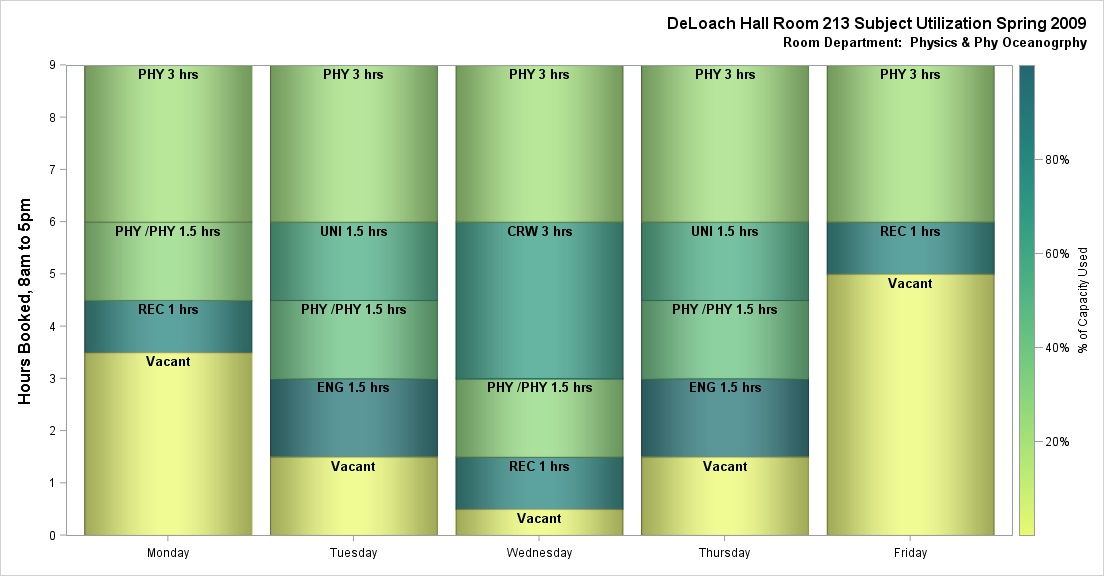 DeLoach Hall Room 213 Subject Utilization Spring 2009
Room Department:  Physics & Phy Oceanogrphy
Hours Booked, 8am to 5pm
9
8
7
6
5
4
3
2
1
0
PHY 3 hrs
PHY /PHY 1.5 hrs
REC 1 hrs
Vacant
Monday
PHY 3 hrs
UNI 1.5 hrs
PHY /PHY 1.5 hrs
ENG 1.5 hrs
Vacant
Tuesday
PHY 3 hrs
CRW 3 hrs
PHY /PHY 1.5 hrs
REC 1 hrs
Vacant
Wednesday
PHY 3 hrs
UNI 1.5 hrs
PHY /PHY 1.5 hrs
ENG 1.5 hrs
Vacant
Thursday
PHY 3 hrs
REC 1 hrs
Vacant
Friday
80%
60%
40%
20%
% of Capacity Used